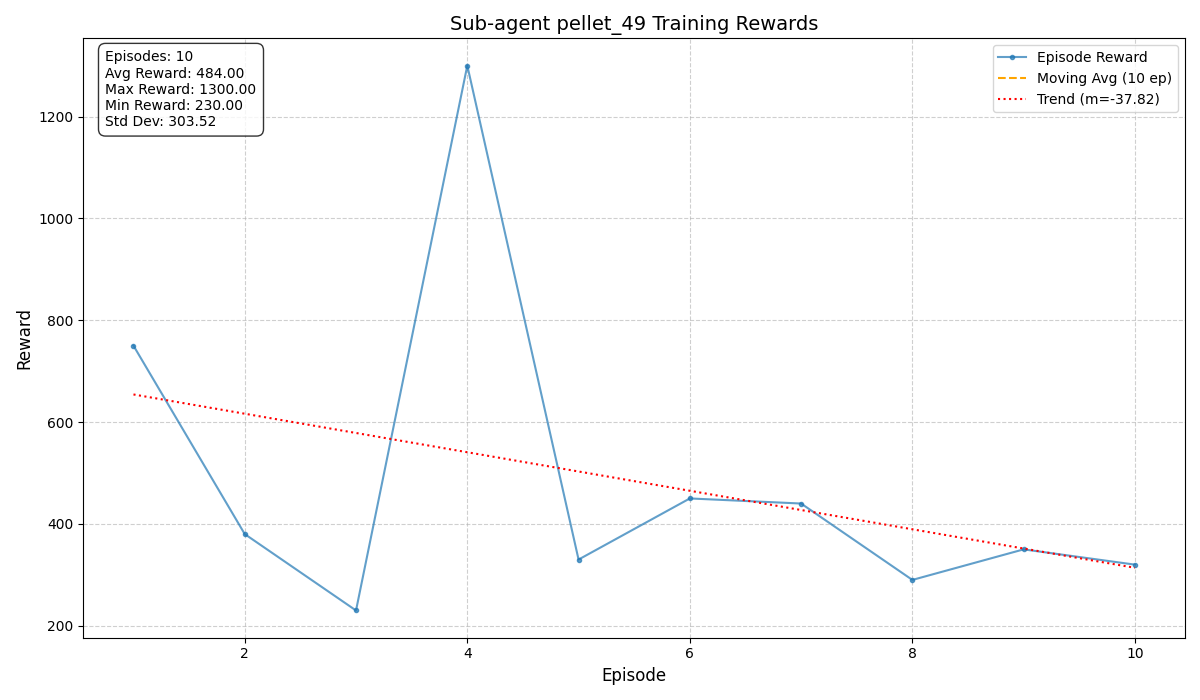 Sub-agent pellet_49 Training Rewards
Episodes: 10
Avg Reward: 484.00
Max Reward: 1300.00
Min Reward: 230.00
Std Dev: 303.52
Episode Reward
Moving Avg (10 ep)
Trend (m=-37.82)
1200
1000
800
600
400
200
Reward
2
4
6
8
10
Episode